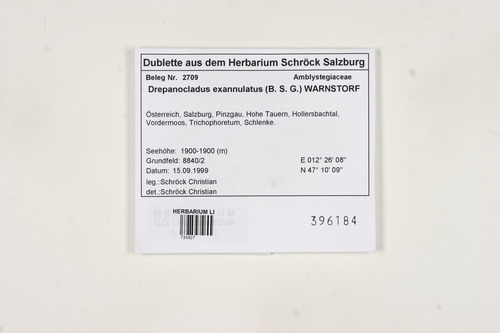 Dublette aus dem Herbarium Schröck Salzburg
Beleg Nr. 2709 Amblystegiaceae
Drepanocladus exannulatus (B. S. G.) WARNSTORF
Österreich, Salzburg, Pinzgau, Hohe Tauern, Hollersbachtal,
Vordermoos, Trichophoretum, Schlenke.
Seehöhe: 1900-1900 (m)
Grundfeld: 8840/2 E 012° 26' 08"
Datum: 15.09.1999 N 47° 10' 09"
leg.:Schröck Christian
det.:Schröck Christian
HERBARIUM LI
730827
396184